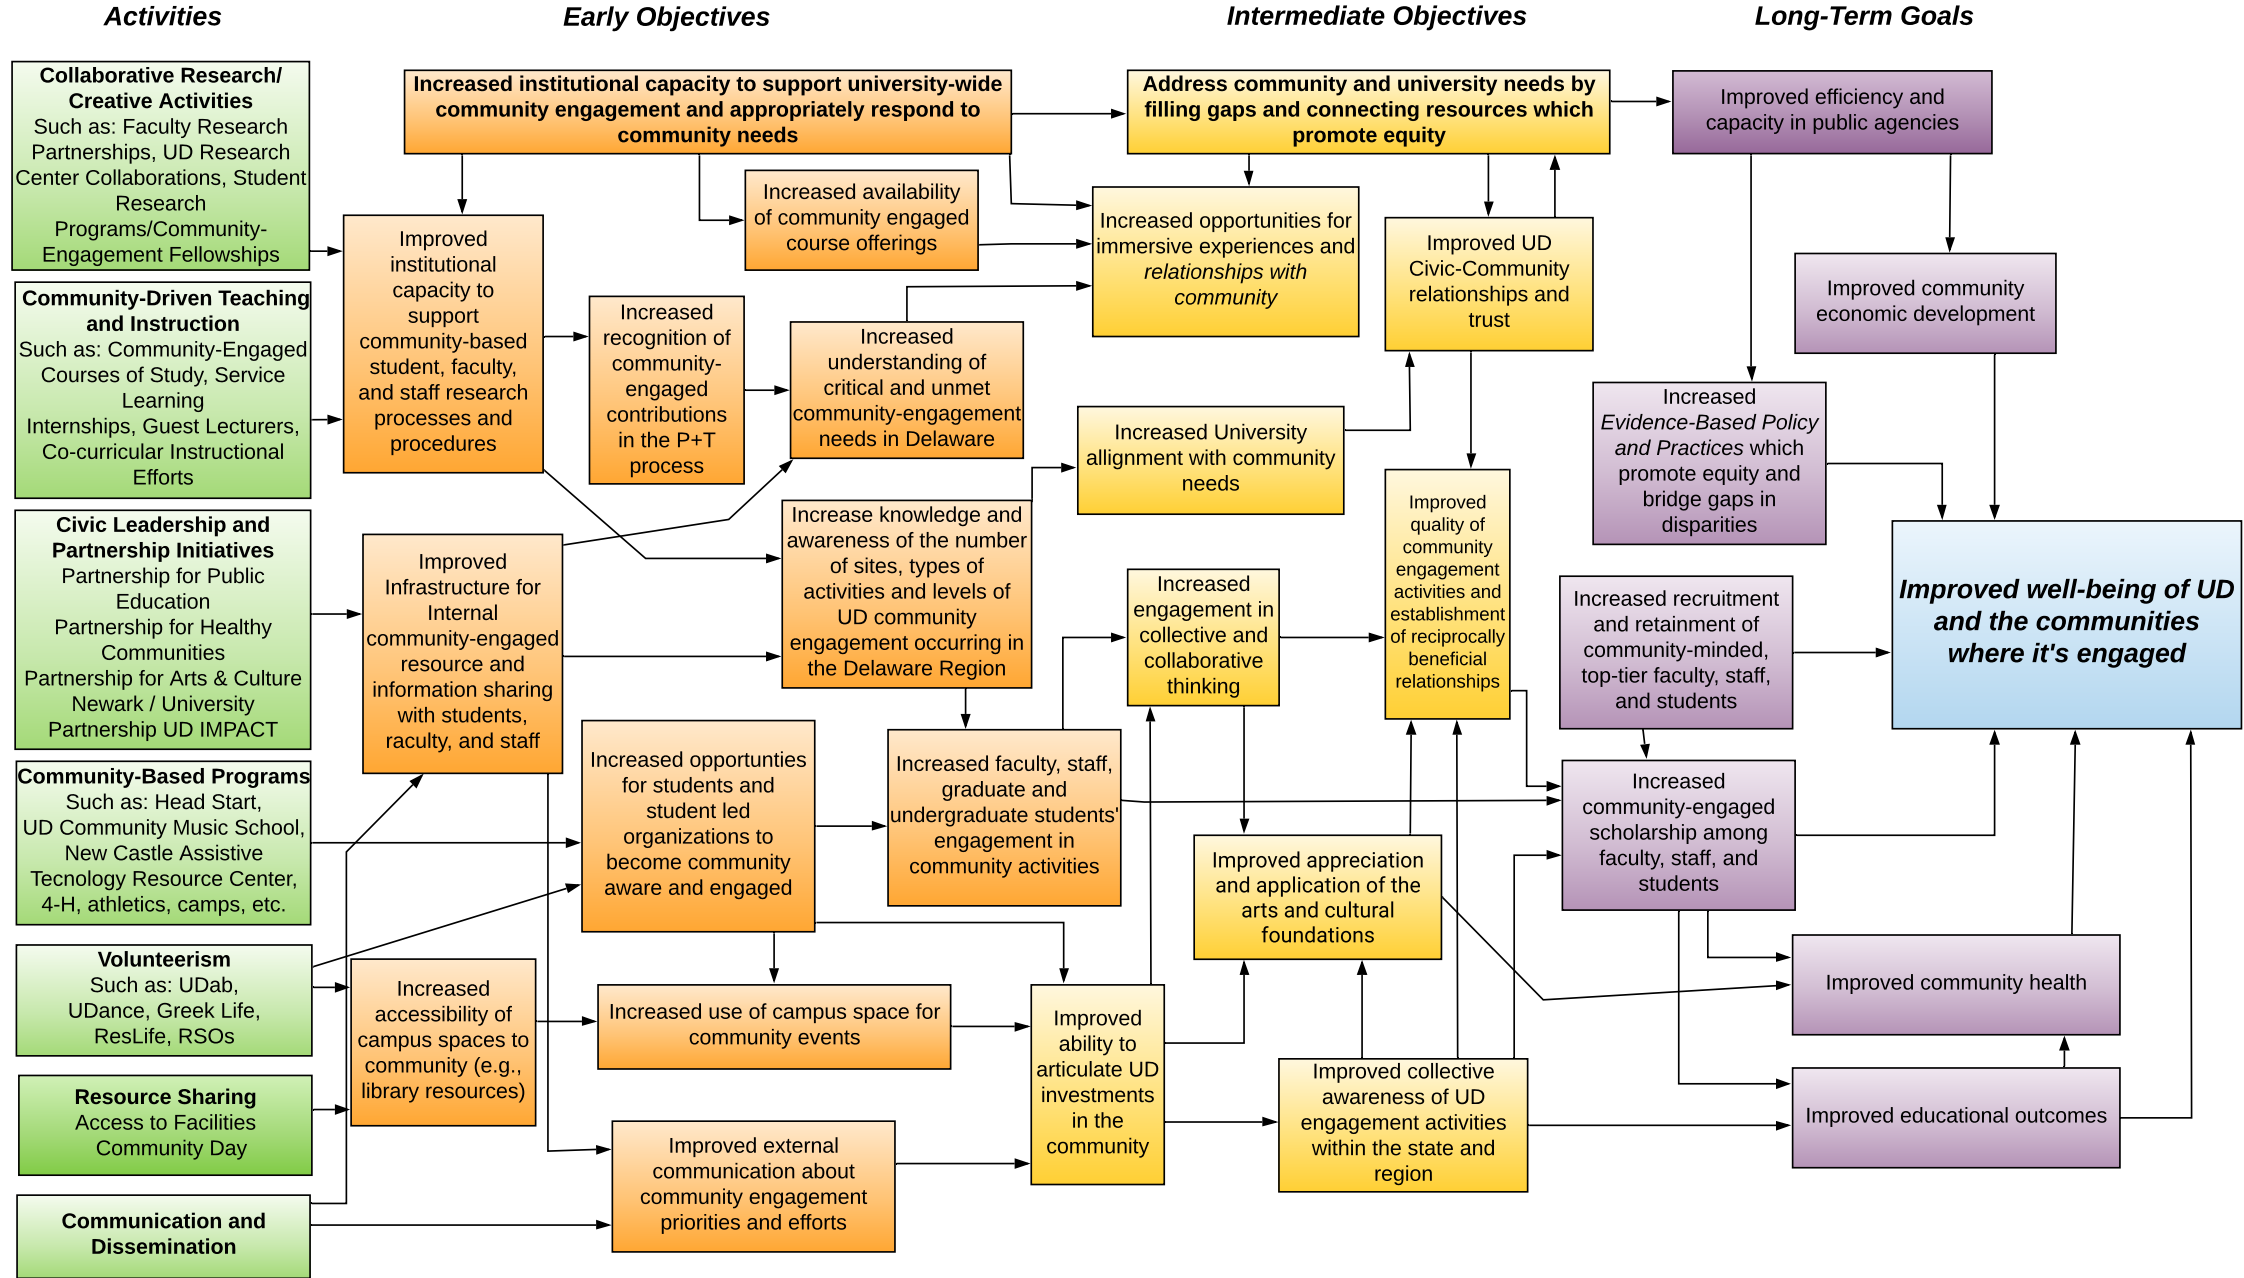 Activities
Early Objectives
Intermediate Objectives
Long-Term Goals
Collaborative Research/
Creative Activities
Such as: Faculty Research
Partnerships, UD Research
Center Collaborations, Student
Research
Programs/Community-
Engagement Fellowships
Community-Driven Teaching
and Instruction
Such as: Community-Engaged
Courses of Study, Service
Learning
Internships, Guest Lecturers,
Co-curricular Instructional
Efforts
Civic Leadership and
Partnership Initiatives
Partnership for Public
Education
Partnership for Healthy
Communities
Partnership for Arts & Culture
Newark / University
Partnership UD IMPACT
Community-Based Programs
Such as: Head Start,
UD Community Music School,
New Castle Assistive
Tecnology Resource Center,
4-H, athletics, camps, etc.
Volunteerism
Such as: UDab,
UDance, Greek Life,
ResLife, RSOs
Resource Sharing
Access to Facilities
Community Day
Communication and
Dissemination
Increased institutional capacity to support university-wide
community engagement and appropriately respond to
community needs
Increased availability
of community engaged
course offerings
Improved
institutional
capacity to
support
community-based
student, faculty,
and staff research
processes and
procedures
Increased
recognition of
community-
engaged
contributions
in the P+T
process
Increased
understanding of
critical and unmet
community-engagement
needs in Delaware
Increase knowledge and
awareness of the number
of sites, types of
activities and levels of
UD community
engagement occurring in
the Delaware Region
Improved
Infrastructure for
Internal
community-engaged
resource and
information sharing
with students,
raculty, and staff
Increased opportunties
for students and
student led
organizations to
become community
aware and engaged
Increased faculty, staff,
graduate and
undergraduate students'
engagement in
community activities
Increased
accessibility of
campus spaces to
community (e.g.,
library resources)
Increased use of campus space for
community events
Improved external
communication about
community engagement
priorities and efforts
Address community and university needs by
filling gaps and connecting resources which
promote equity
Increased opportunities for
immersive experiences and
relationships with
community
Improved UD
Civic-Community
relationships and
trust
Increased University
allignment with community
needs
Improved
quality of
community
engagement
activities and
establishment
of reciprocally
beneficial
relationships
Increased
engagement in
collective and
collaborative
thinking
Improved appreciation
and application of the
arts and cultural
foundations
Improved
ability to
articulate UD
investments
in the
community
Improved collective
awareness of UD
engagement activities
within the state and
region
Improved efficiency and
capacity in public agencies
Improved community
economic development
Increased
Evidence-Based Policy
and Practices which
promote equity and
bridge gaps in
disparities
Increased recruitment
and retainment of
community-minded,
top-tier faculty, staff,
and students
Increased
community-engaged
scholarship among
faculty, staff, and
students
Improved community health
Improved educational outcomes
Improved well-being of UD
and the communities
where it's engaged